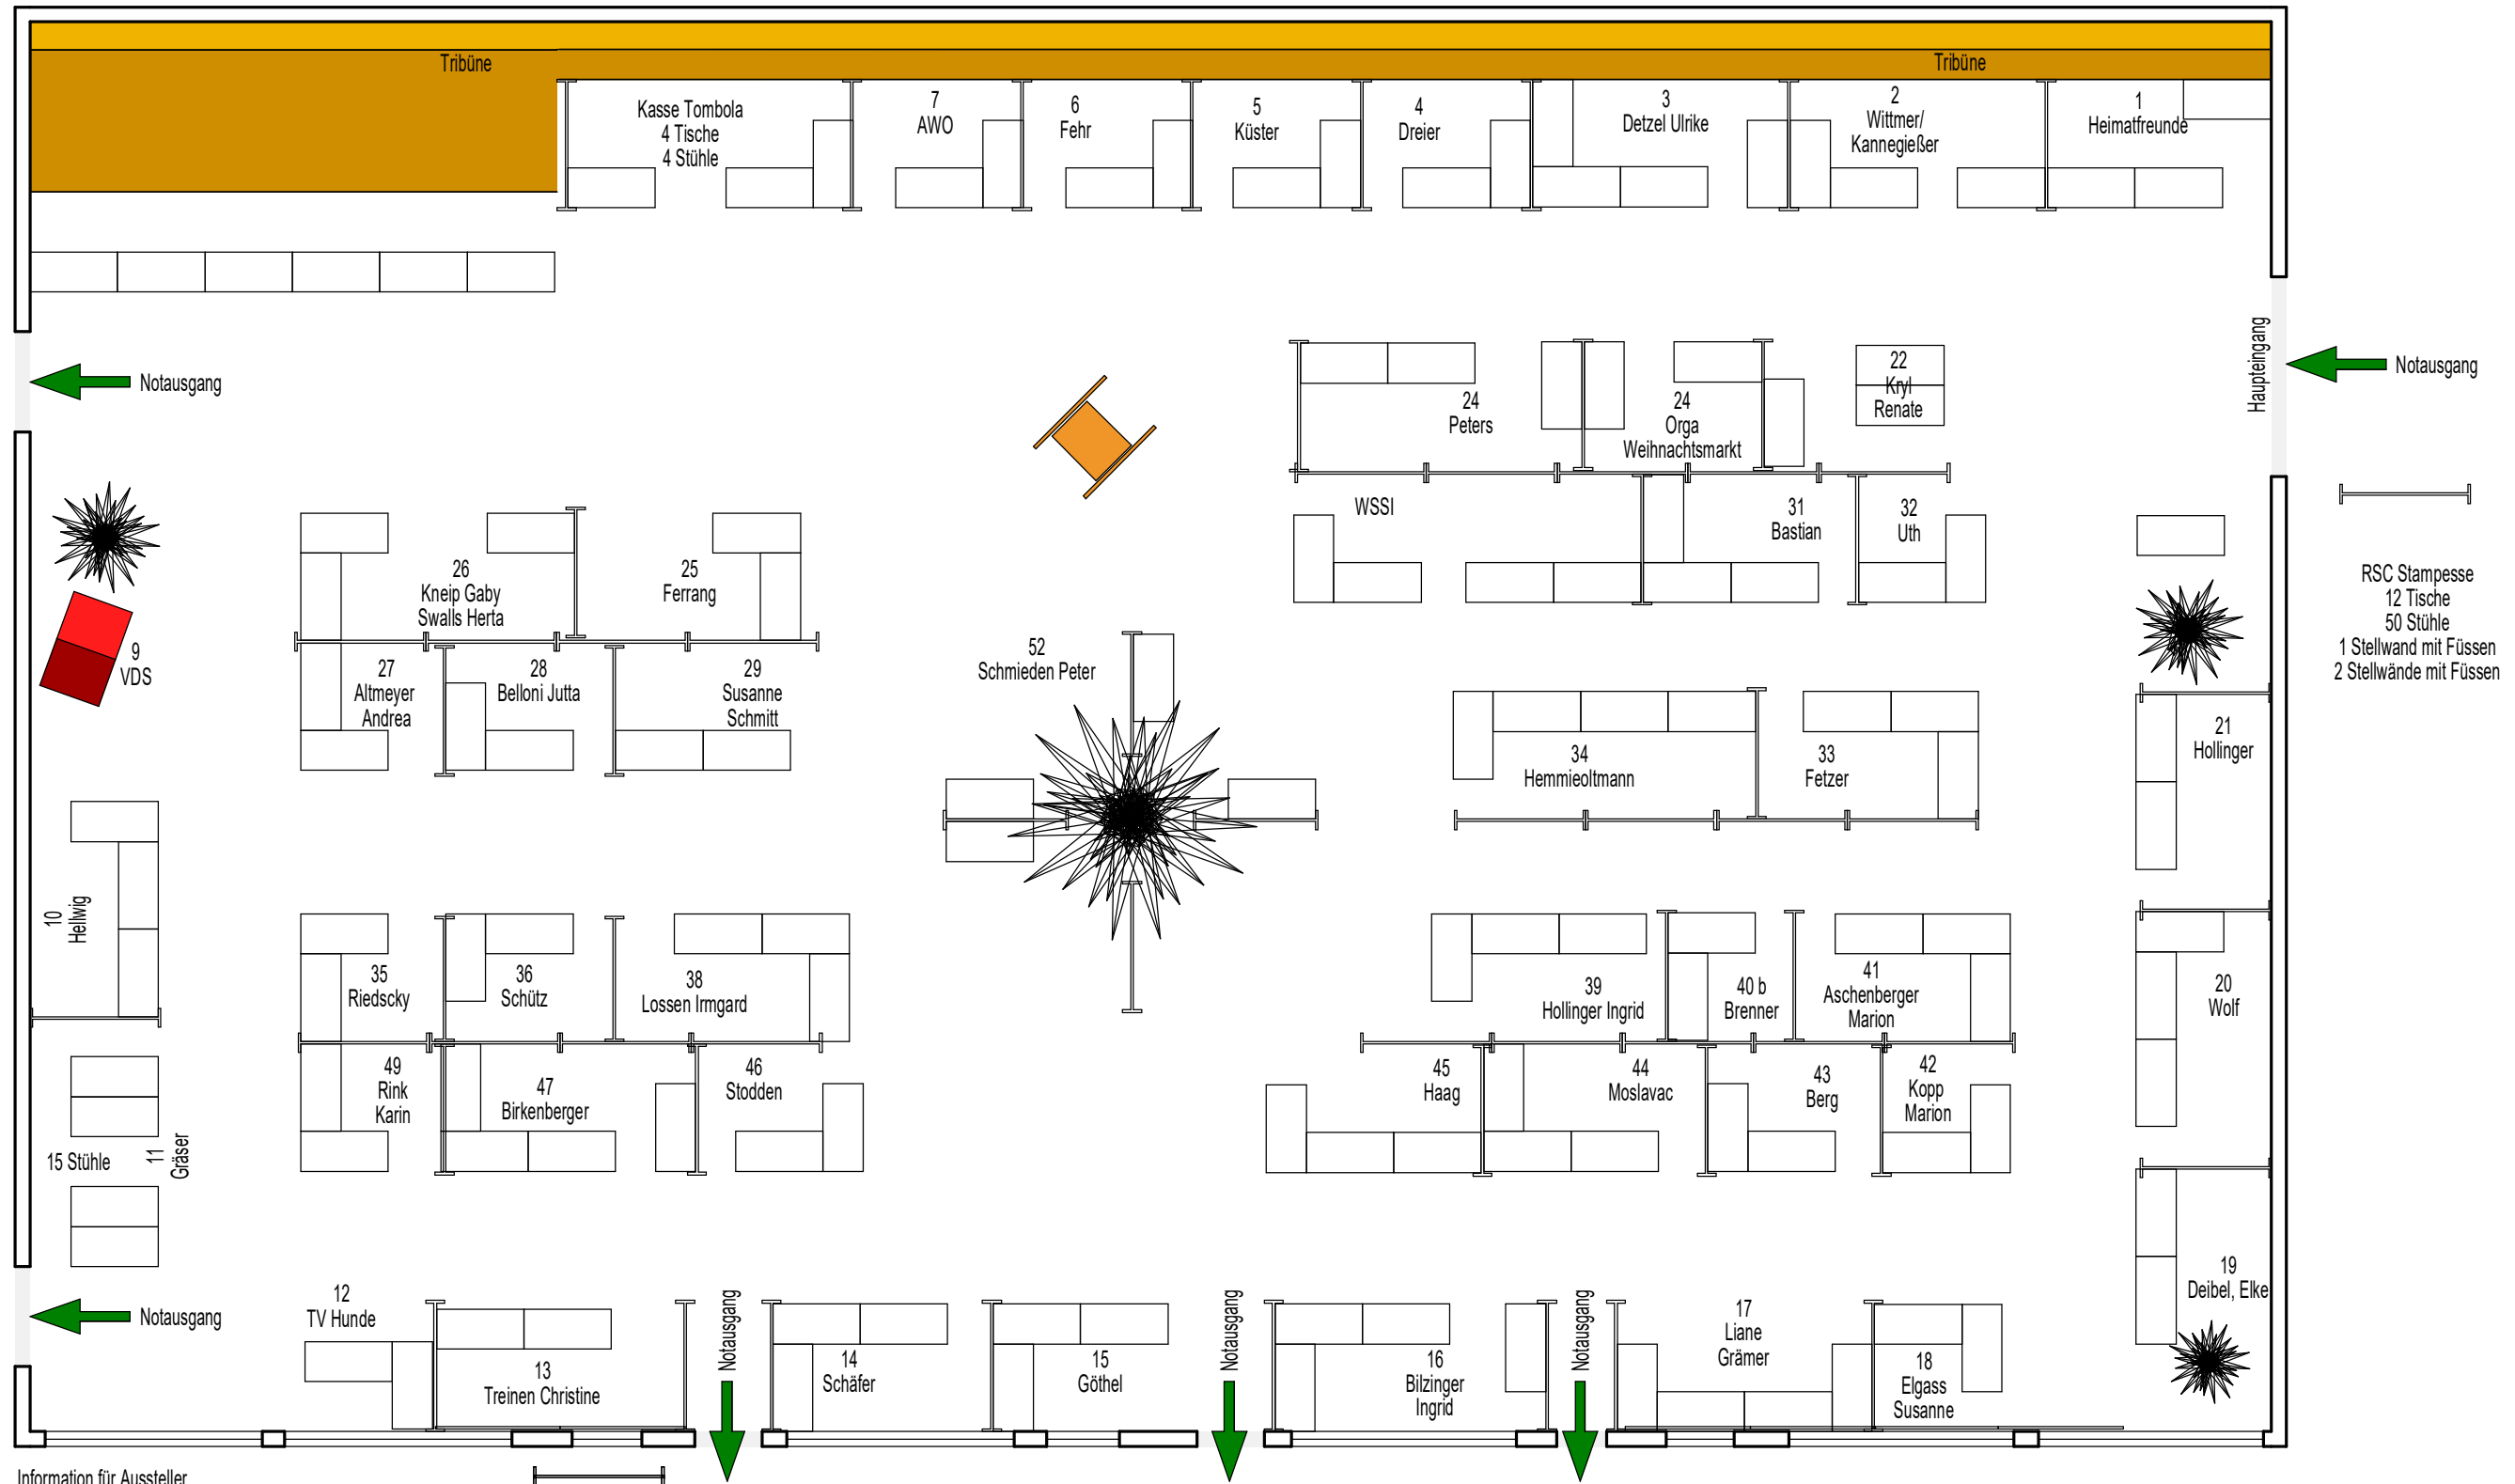 Tribüne
Tribüne
Kasse Tombola
4 Tische
4 Stühle
7
AWO
6
Fehr
5
Küster
4
Dreier
3
Detzel Ulrike
2
Wittmer/
Kannegießer
1
Heimatfreunde
Notausgang
24
Peters
24
Orga
Weihnachtsmarkt
22
Kryl
Renate
Haupteingang
Notausgang
WSSI
31
Bastian
32
Uth
26
Kneip Gaby
Swalls Herta
25
Ferrang
RSC Stampesse
12 Tische
50 Stühle
1 Stellwand mit Füssen
2 Stellwände mit Füssen
9
VDS
27
Altmeyer
Andrea
28
Belloni Jutta
29
Susanne
Schmitt
52
Schmieden Peter
34
Hemmieoltmann
33
Fetzer
21
Hollinger
10
Hellwig
35
Riedscky
36
Schütz
38
Lossen Irmgard
39
Hollinger Ingrid
40 b
Brenner
41
Aschenberger
Marion
20
Wolf
49
Rink
Karin
47
Birkenberger
46
Stodden
45
Haag
44
Moslavac
43
Berg
42
Kopp
Marion
15 Stühle
11
Gräser
19
Deibel, Elke
Notausgang
12
TV Hunde
13
Treinen Christine
Notausgang
14
Schäfer
15
Göthel
Notausgang
16
Bilzinger
Ingrid
Notausgang
17
Liane
Grämer
18
Elgass
Susanne
Information für Aussteller